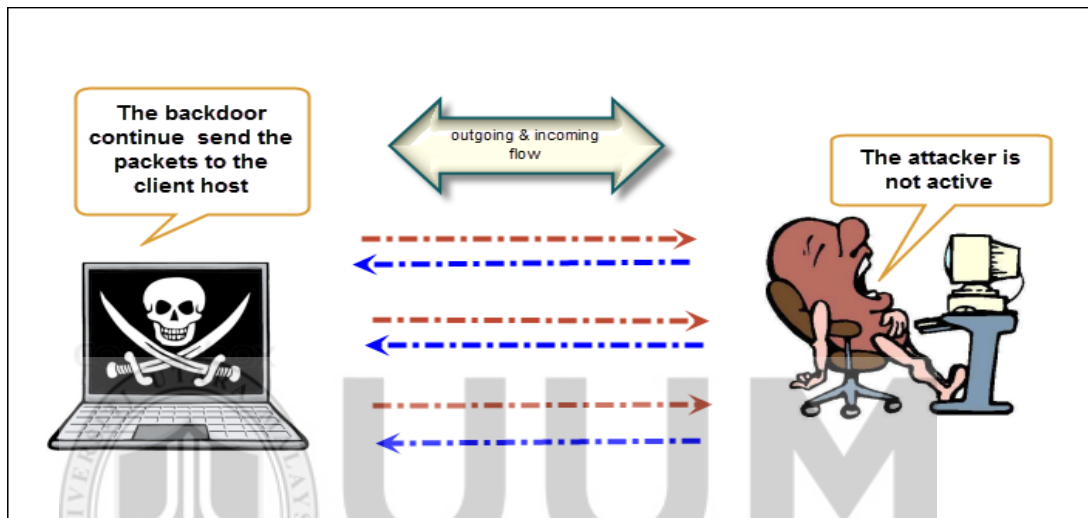 The backdoor
continue send the
packets to the
client host
outgoing & incoming
flow
The attacker is
not active
UUM